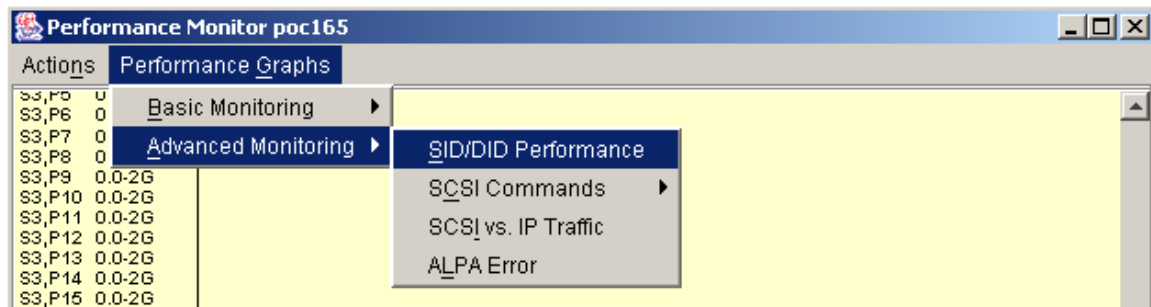 Performance Monitor poc165
Actions Performance Graphs
S3,P5 0
S3,P6 0
S3,P7 0
S3,P8 0
S3,P9 0.0-2G
S3,P10 0.0-2G
S3,P11 0.0-2G
S3,P12 0.0-2G
S3,P13 0.0-2G
S3,P14 0.0-2G
S3,P15 0.0-2G
Basic Monitoring
Advanced Monitoring
SID/DID Performance
SCSI Commands
SCSI vs. IP Traffic
ALPA Error